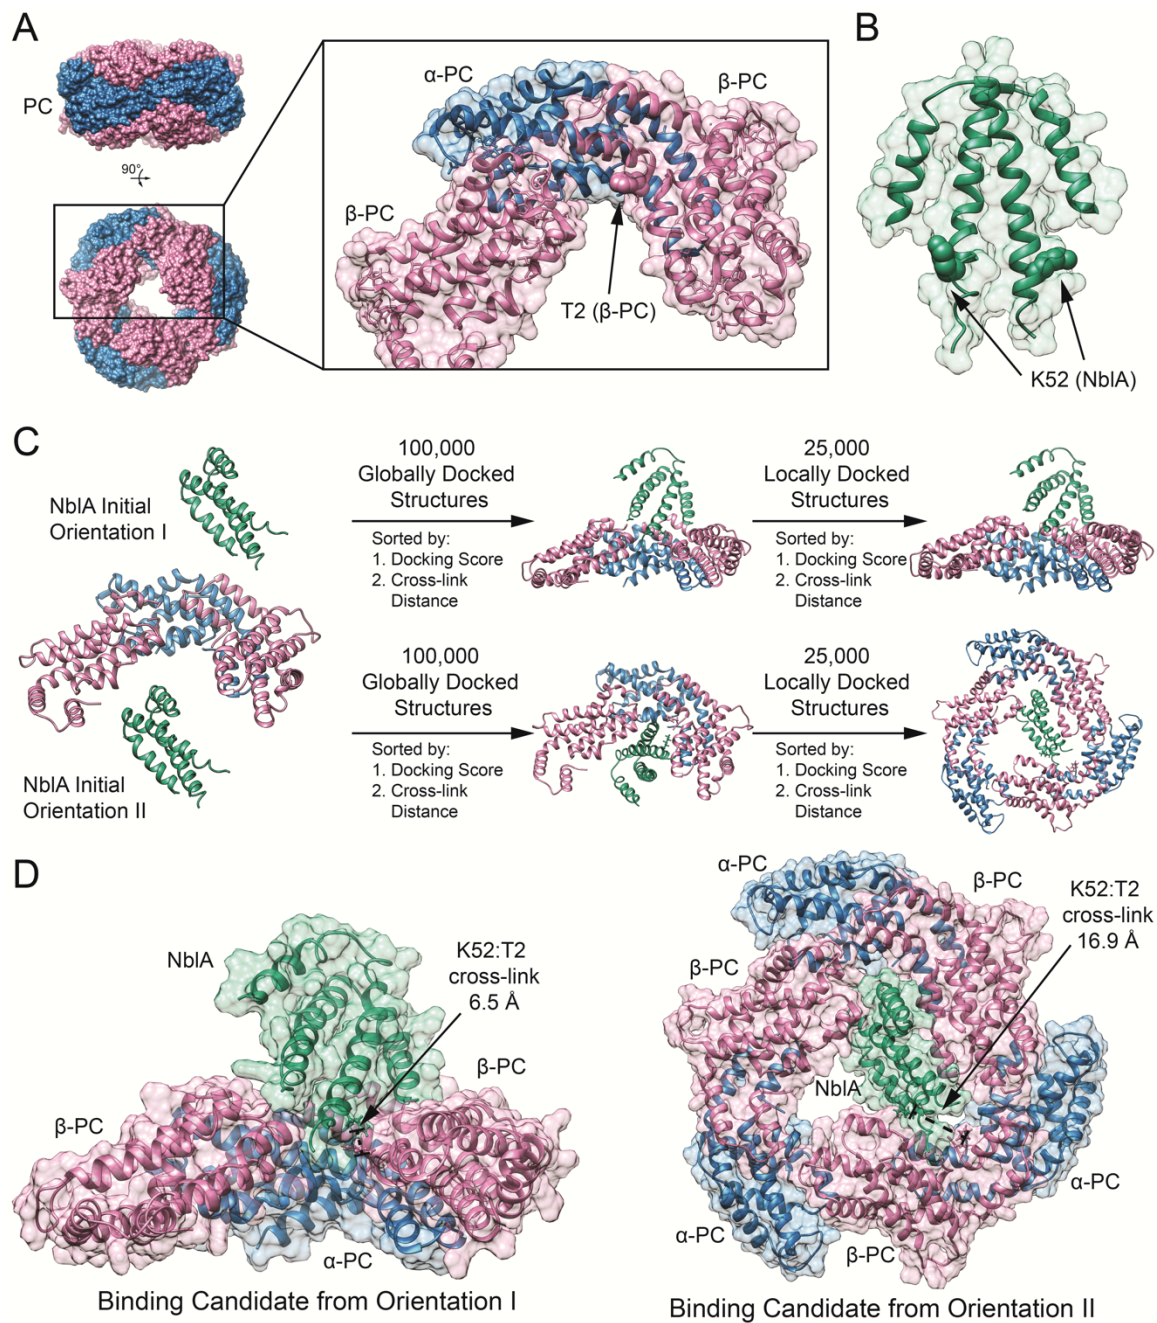 A
PC
90°
α-PC
β-PC
β-PC
T2 (β-PC)
B
K52 (NblA)
C
NblA Initial
Orientation I
100,000
Globally Docked
Structures
Sorted by:
1. Docking Score
2. Cross-link
Distance
25,000
Locally Docked
Structures
Sorted by:
1. Docking Score
2. Cross-link
Distance
NblA Initial
Orientation II
100,000
Globally Docked
Structures
Sorted by:
1. Docking Score
2. Cross-link
Distance
25,000
Locally Docked
Structures
Sorted by:
1. Docking Score
2. Cross-link
Distance
D
NblA
K52:T2
cross-link
6.5 Å
β-PC
β-PC
α-PC
Binding Candidate from Orientation I
α-PC
β-PC
K52:T2
cross-link
16.9 Å
β-PC
NblA
α-PC
α-PC
β-PC
Binding Candidate from Orientation II